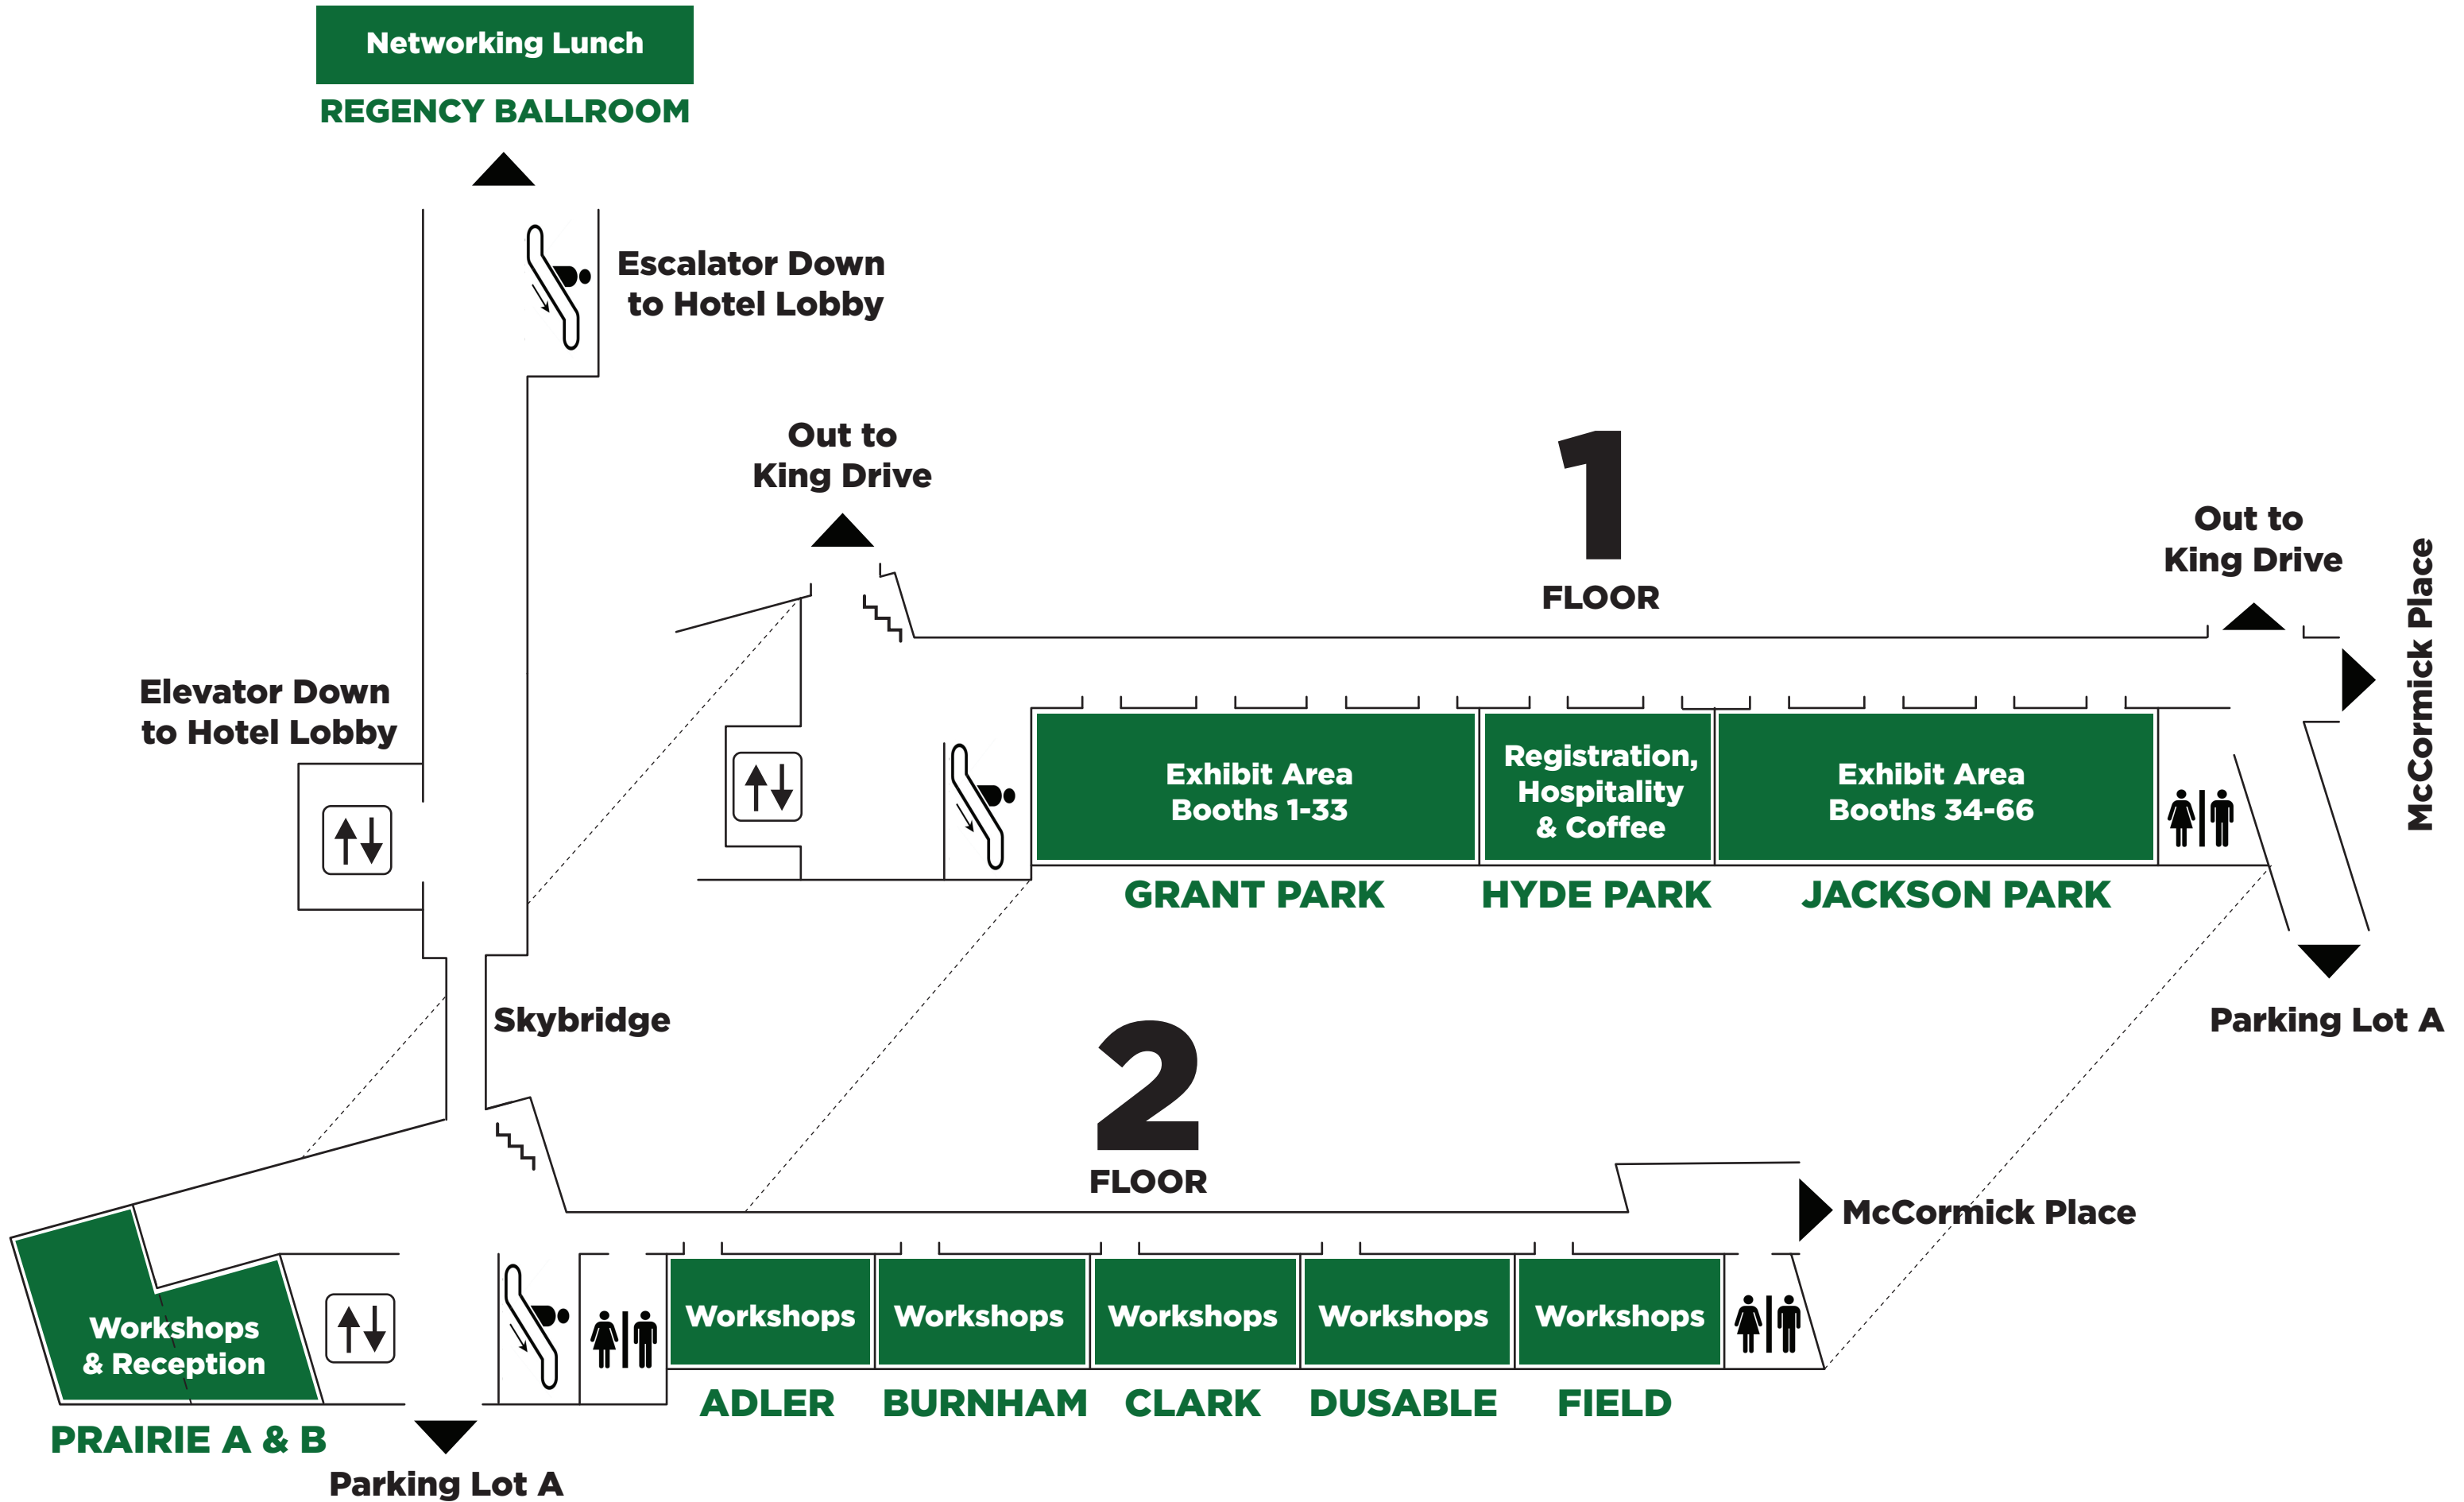 Networking Lunch
REGENCY BALLROOM
Escalator Down
to Hotel Lobby
Out to
King Drive
1
FLOOR
Out to
King Drive
McCormick Place
Elevator Down
to Hotel Lobby
Exhibit Area
Booths 1-33
Registration,
Hospitality
& Coffee
Exhibit Area
Booths 34-66
GRANT PARK
HYDE PARK
JACKSON PARK
Skybridge
Parking Lot A
2
FLOOR
McCormick Place
Workshops
& Reception
Workshops
Workshops
Workshops
Workshops
Workshops
PRAIRIE A & B
ADLER
BURNHAM
CLARK
DUSABLE
FIELD
Parking Lot A